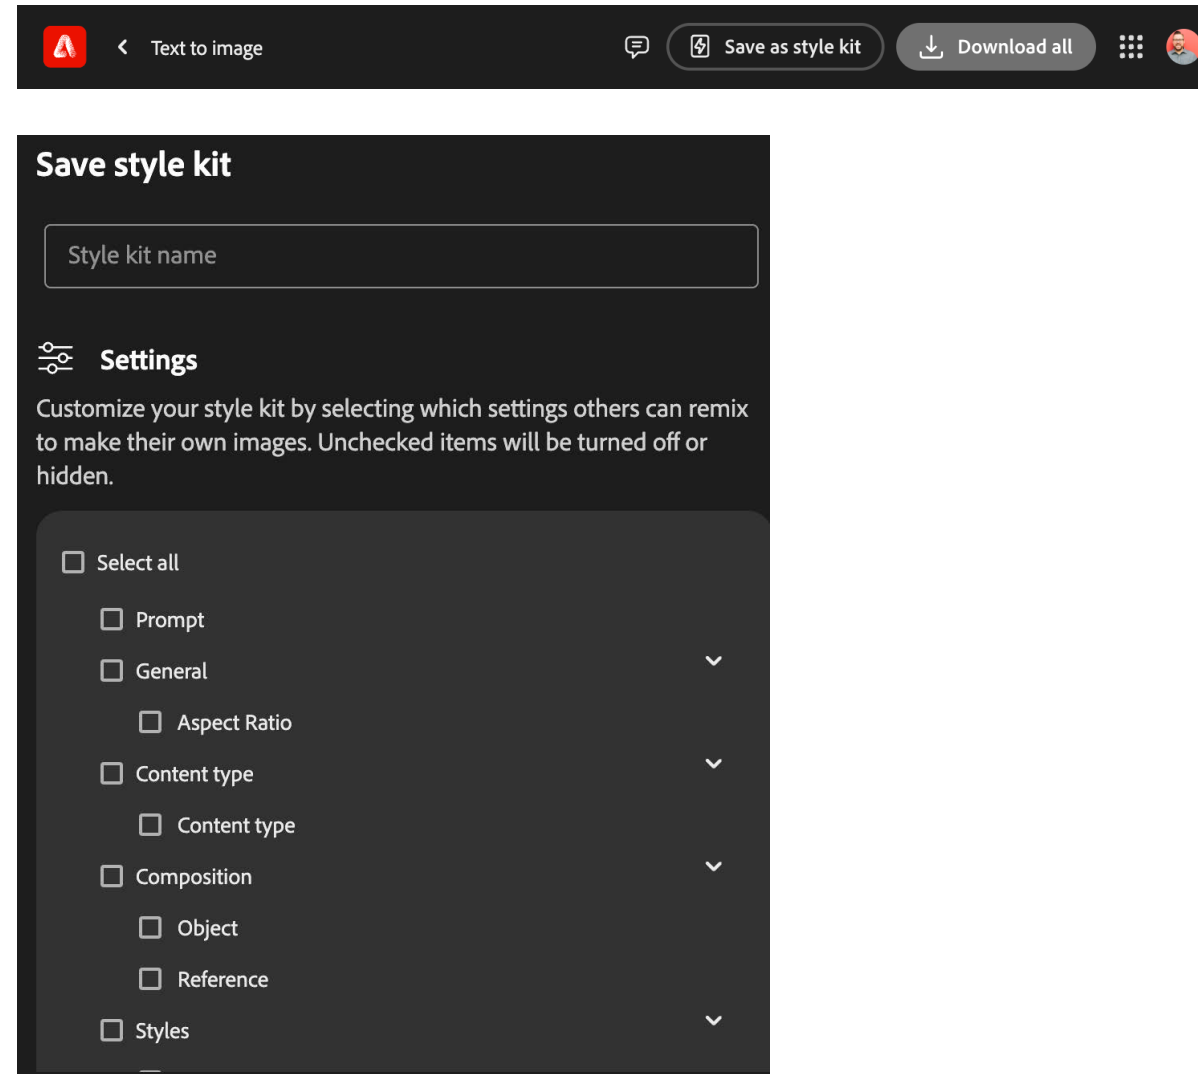 Text to image
Save as style kit
Download all
Save style kit
Style kit name
Settings
Customize your style kit by selecting which settings others can remix
to make their own images. Unchecked items will be turned off or
hidden.
Select all
Prompt
General
Aspect Ratio
Content type
Content type
Composition
Object
Reference
Styles